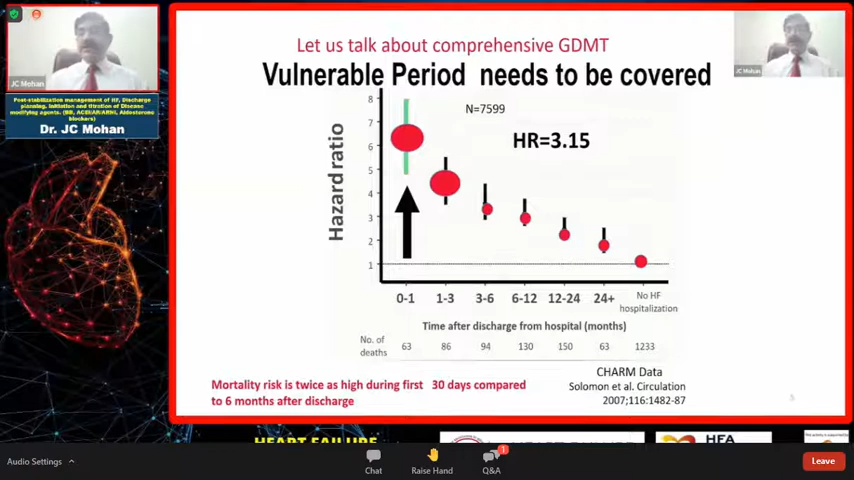 Let us talk about comprehensive GDMT
Vulnerable Period needs to be covered
JC Mohan
JC Mohan
Post-stabilization management of HF, Discharge
planning. Initiation and titration of Disease
modifying agents. (BB, ACEI/AR/ARNI, Aldosterone
blockers)
Dr. JC Mohan
Hazard ratio
8
7
6
5
4
3
2
1
N=7599
HR=3.15
0-1 1-3 3-6 6-12 12-24 24+ No HF
hospitalization
Time after discharge from hospital (months)
No. of
deaths 63 86 94 130 150 63 1233
CHARM Data
Solomon et al. Circulation
2007;116:1482-87
Mortality risk is twice as high during first 30 days compared
to 6 months after discharge
5
HEART FAILURE
HFA
Audio Settings
Chat
Raise Hand
1
Q&A
Leave